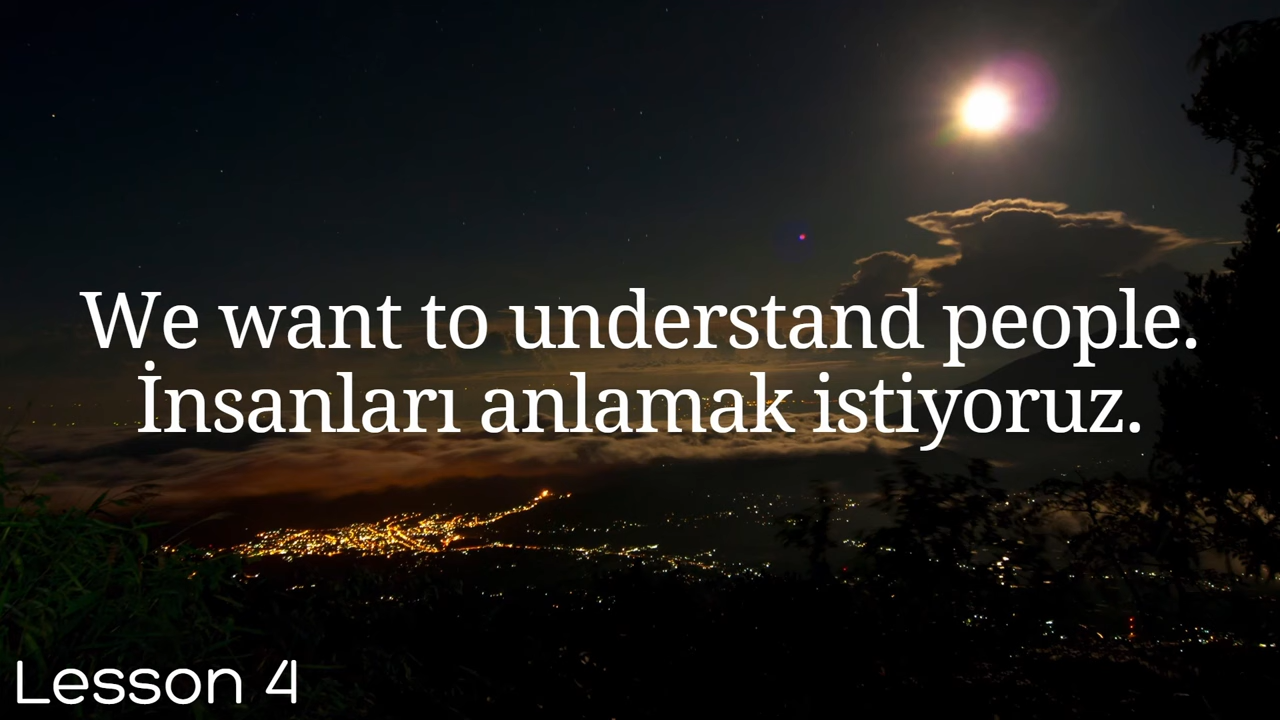 We want to understand people.
İnsanları anlamak istiyoruz.
Lesson 4